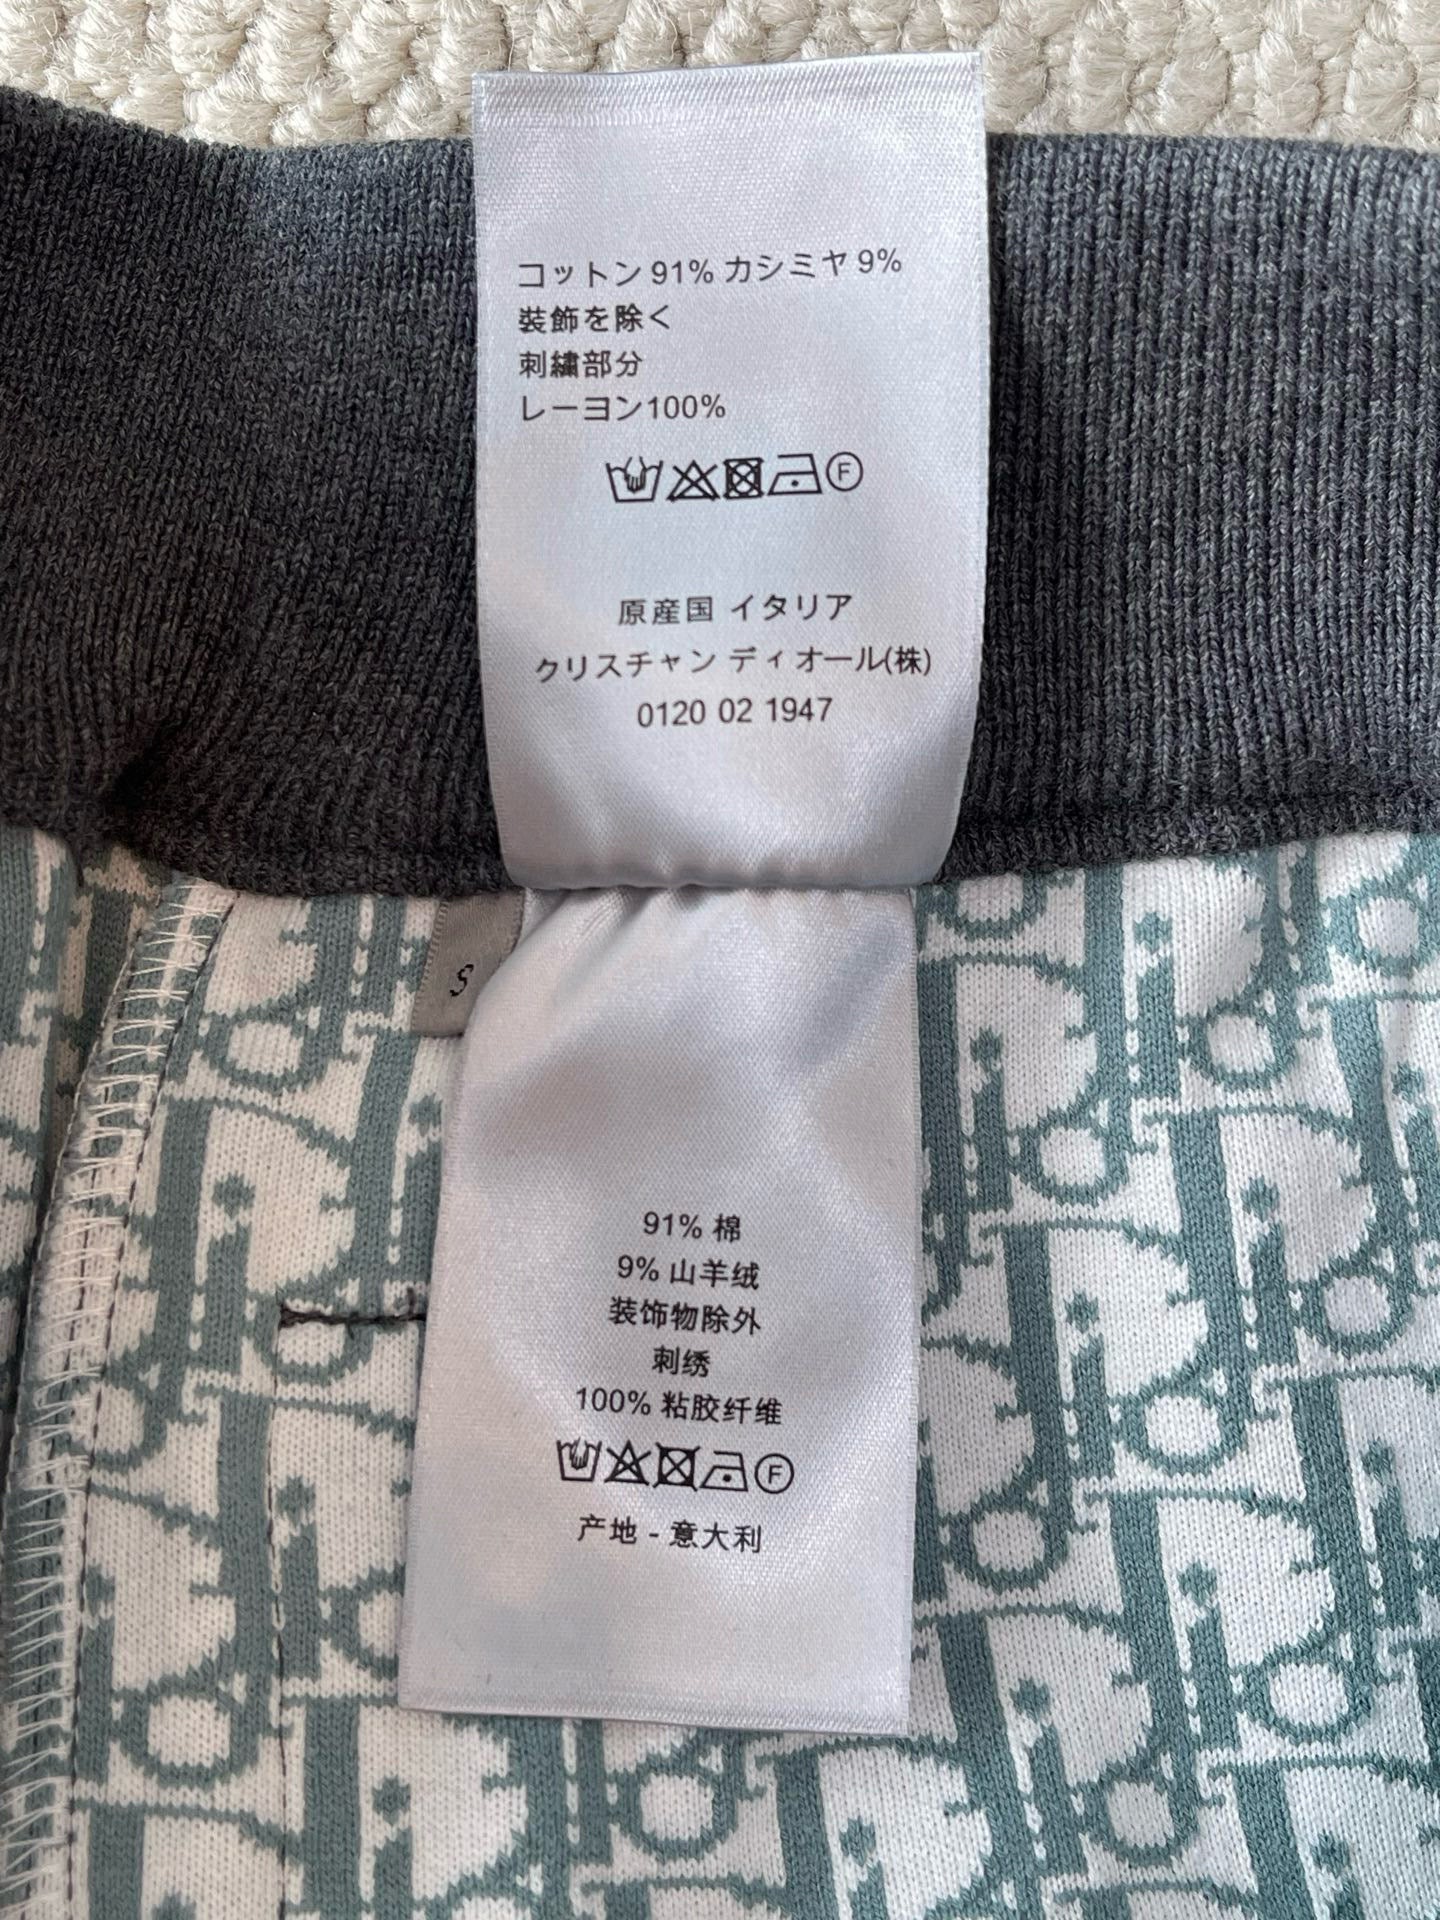 コットン 91% カシミヤ 9%
装飾を除く
刺繍部分
レーヨン100%
F
原産国 イタリア
クリスチャン ディオール(株)
0120 02 1947
S
91% 棉
9% 山羊绒
装饰物除外
刺绣
100% 粘胶纤维
F
产地 - 意大利